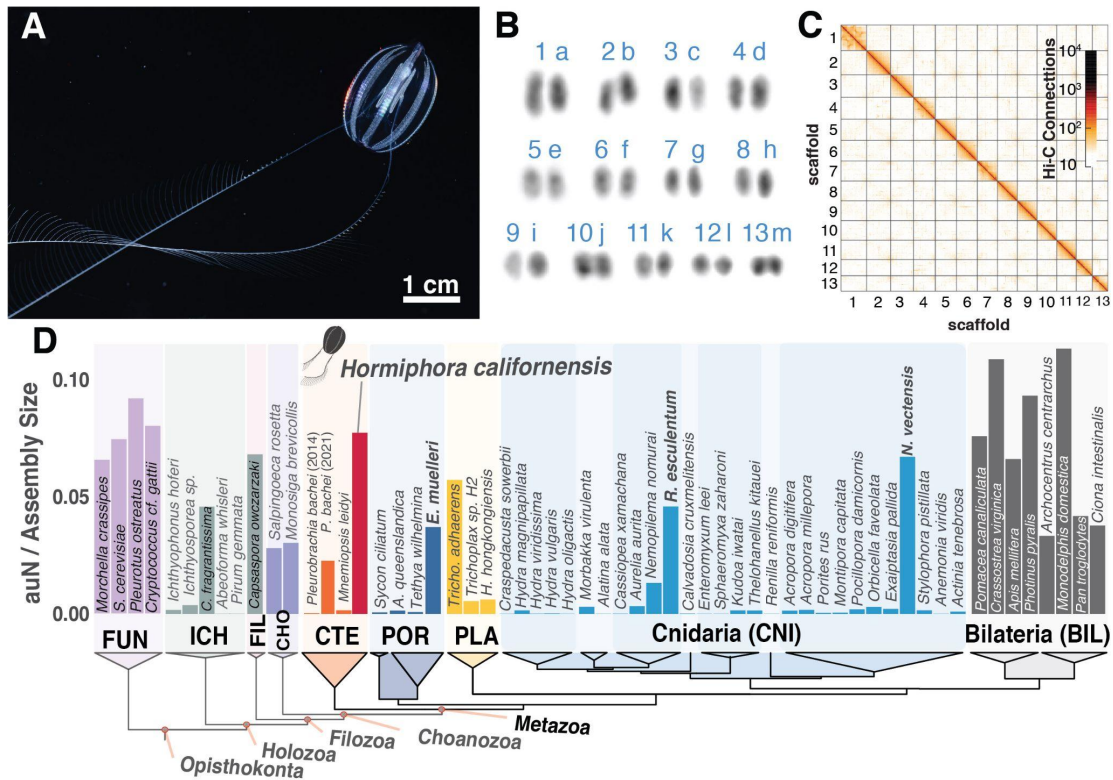 A
1 cm
B
1 a 2 b 3 c 4 d
5 e 6 f 7 g 8 h
9 i 10 j 11 k 12 l 13 m
C
scaffold
1
2
3
4
5
6
7
8
9
10
11
12
13
1 2 3 4 5 6 7 8 9 10 11 12 13
scaffold
Hi-C Connecttions
10⁴
10³
10²
10
D
Hormiphora californensis
auN / Assembly Size
0.10
0.05
0.00
Morchella crassipes
S. cerevisiae
Pleurotus ostreatus
Cryptococcus cf. gattii
Ichthyophonus hoferi
Ichthyosporea sp.
C. fragrantissima
Abeoforma whisleri
Pirum gemmata
Capsaspora owczarzaki
Salpingoeca rosetta
Monosiga brevicollis
Pleurobrachia bachei (2014)
P. bachei (2021)
Mnemiopsis leidyi
Sycon ciliatum
A. queenslandica
Tethya wilhelmina
E. muelleri
Tricho. adhaerens
Trichoplax sp. H2
H. hongkongiensis
Craspedacusta sowerbii
Hydra magnipapillata
Hydra viridissima
Hydra vulgaris
Hydra oligactis
Morbakka virulenta
Alatina alata
Cassiopea xamachana
Aurelia aurita
Nemopilema nomurai
R. esculentum
Calvadosia cruxmelitensis
Enteromyxum leei
Sphaeromyxa zaharoni
Kudoa iwatai
Thelohanellus kitauei
Renilla reniformis
Acropora digitifera
Acropora millepora
Porites rus
Montipora capitata
Pocillopora damicornis
Orbicella faveolata
Exaiptasia pallida
N. vectensis
Stylophora pistillata
Anemonia viridis
Actinia tenebrosa
Pomacea canaliculata
Crassostrea virginica
Apis mellifera
Photinus pyralis
Archocentrus centrarchus
Monodelphis domestica
Pan troglodytes
Ciona intestinalis
FUN ICH FIL CHO CTE POR PLA Cnidaria (CNI) Bilateria (BIL)
Metazoa
Choanozoa
Filozoa
Holozoa
Opisthokonta